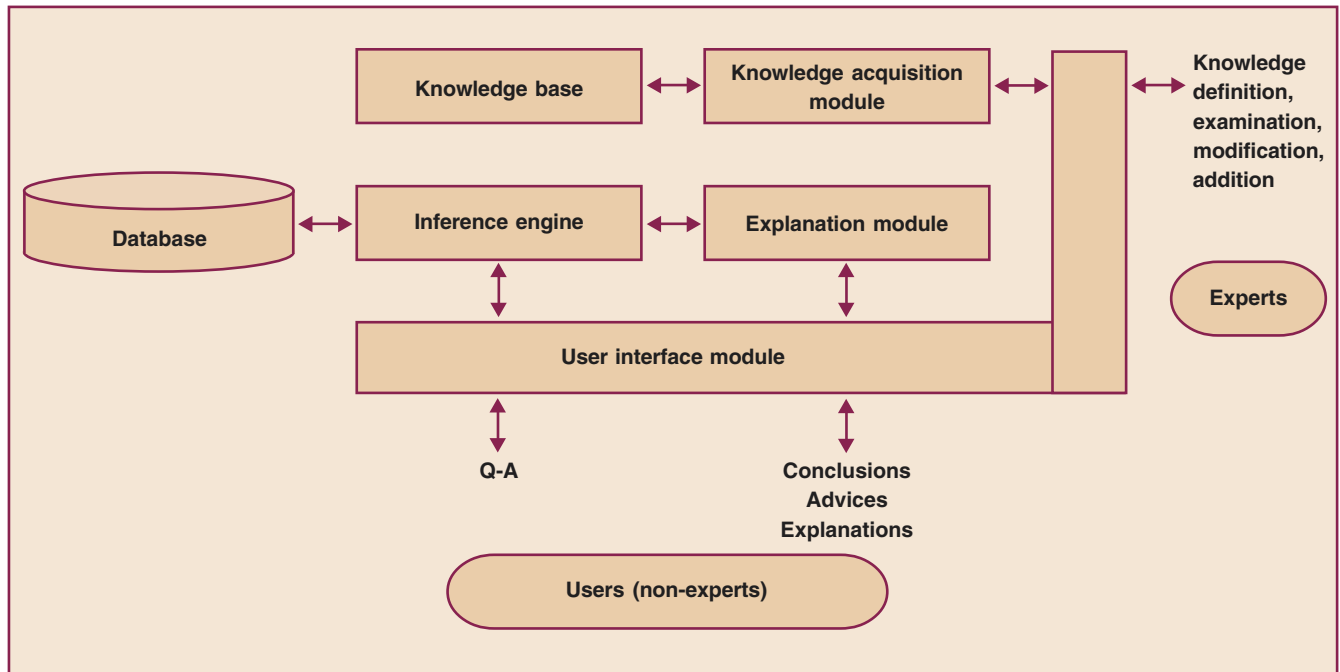 Knowledge base
Knowledge acquisition
module
Knowledge
definition,
examination,
modification,
addition
Database
Inference engine
Explanation module
Experts
User interface module
Q-A
Conclusions
Advices
Explanations
Users (non-experts)